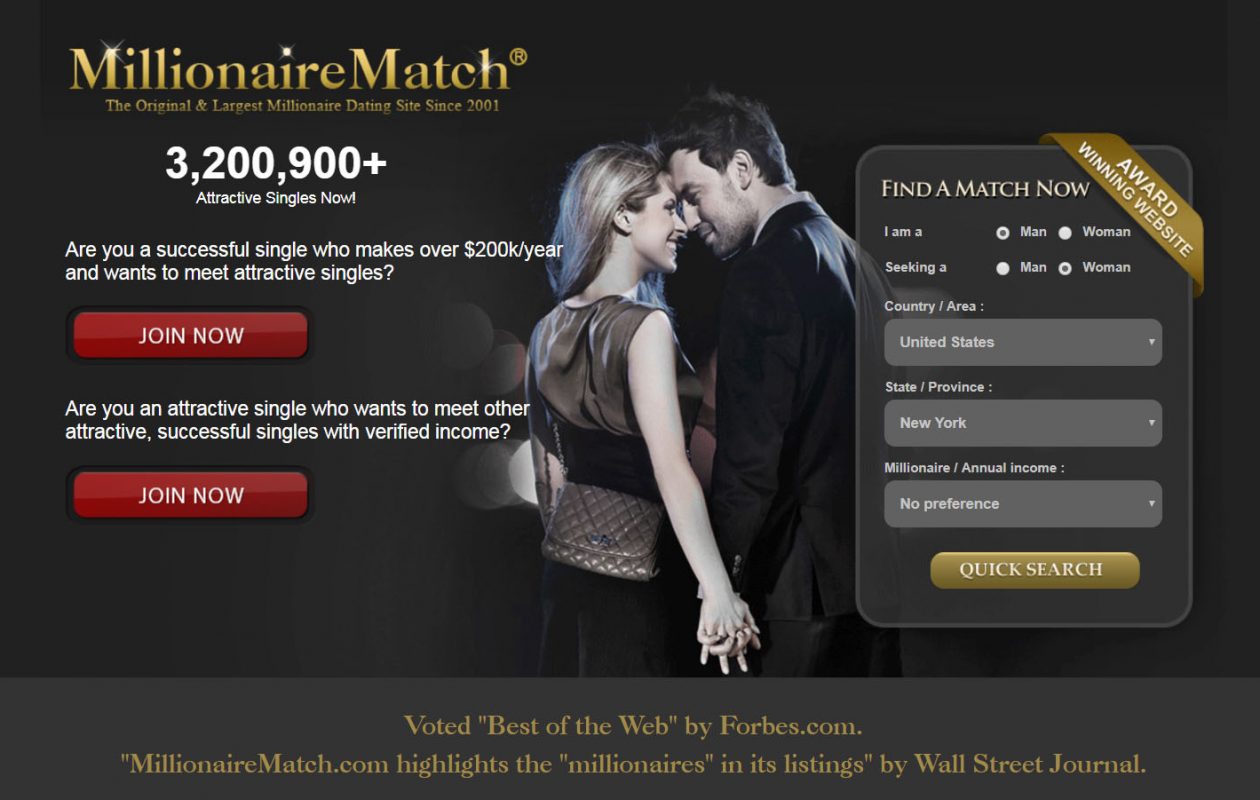 MillionaireMatch®
The Original & Largest Millionaire Dating Site Since 2001
3,200,900+
Attractive Singles Now!
Are you a successful single who makes over $200k/year
and wants to meet attractive singles?
JOIN NOW
Are you an attractive single who wants to meet other
attractive, successful singles with verified income?
JOIN NOW
AWARD
WINNING WEBSITE
FIND A MATCH NOW
I am a Man Woman
Seeking a Man Woman
Country / Area :
United States
State / Province :
New York
Millionaire / Annual income :
No preference
QUICK SEARCH
Voted "Best of the Web" by Forbes.com.
"MillionaireMatch.com highlights the "millionaires" in its listings" by Wall Street Journal.